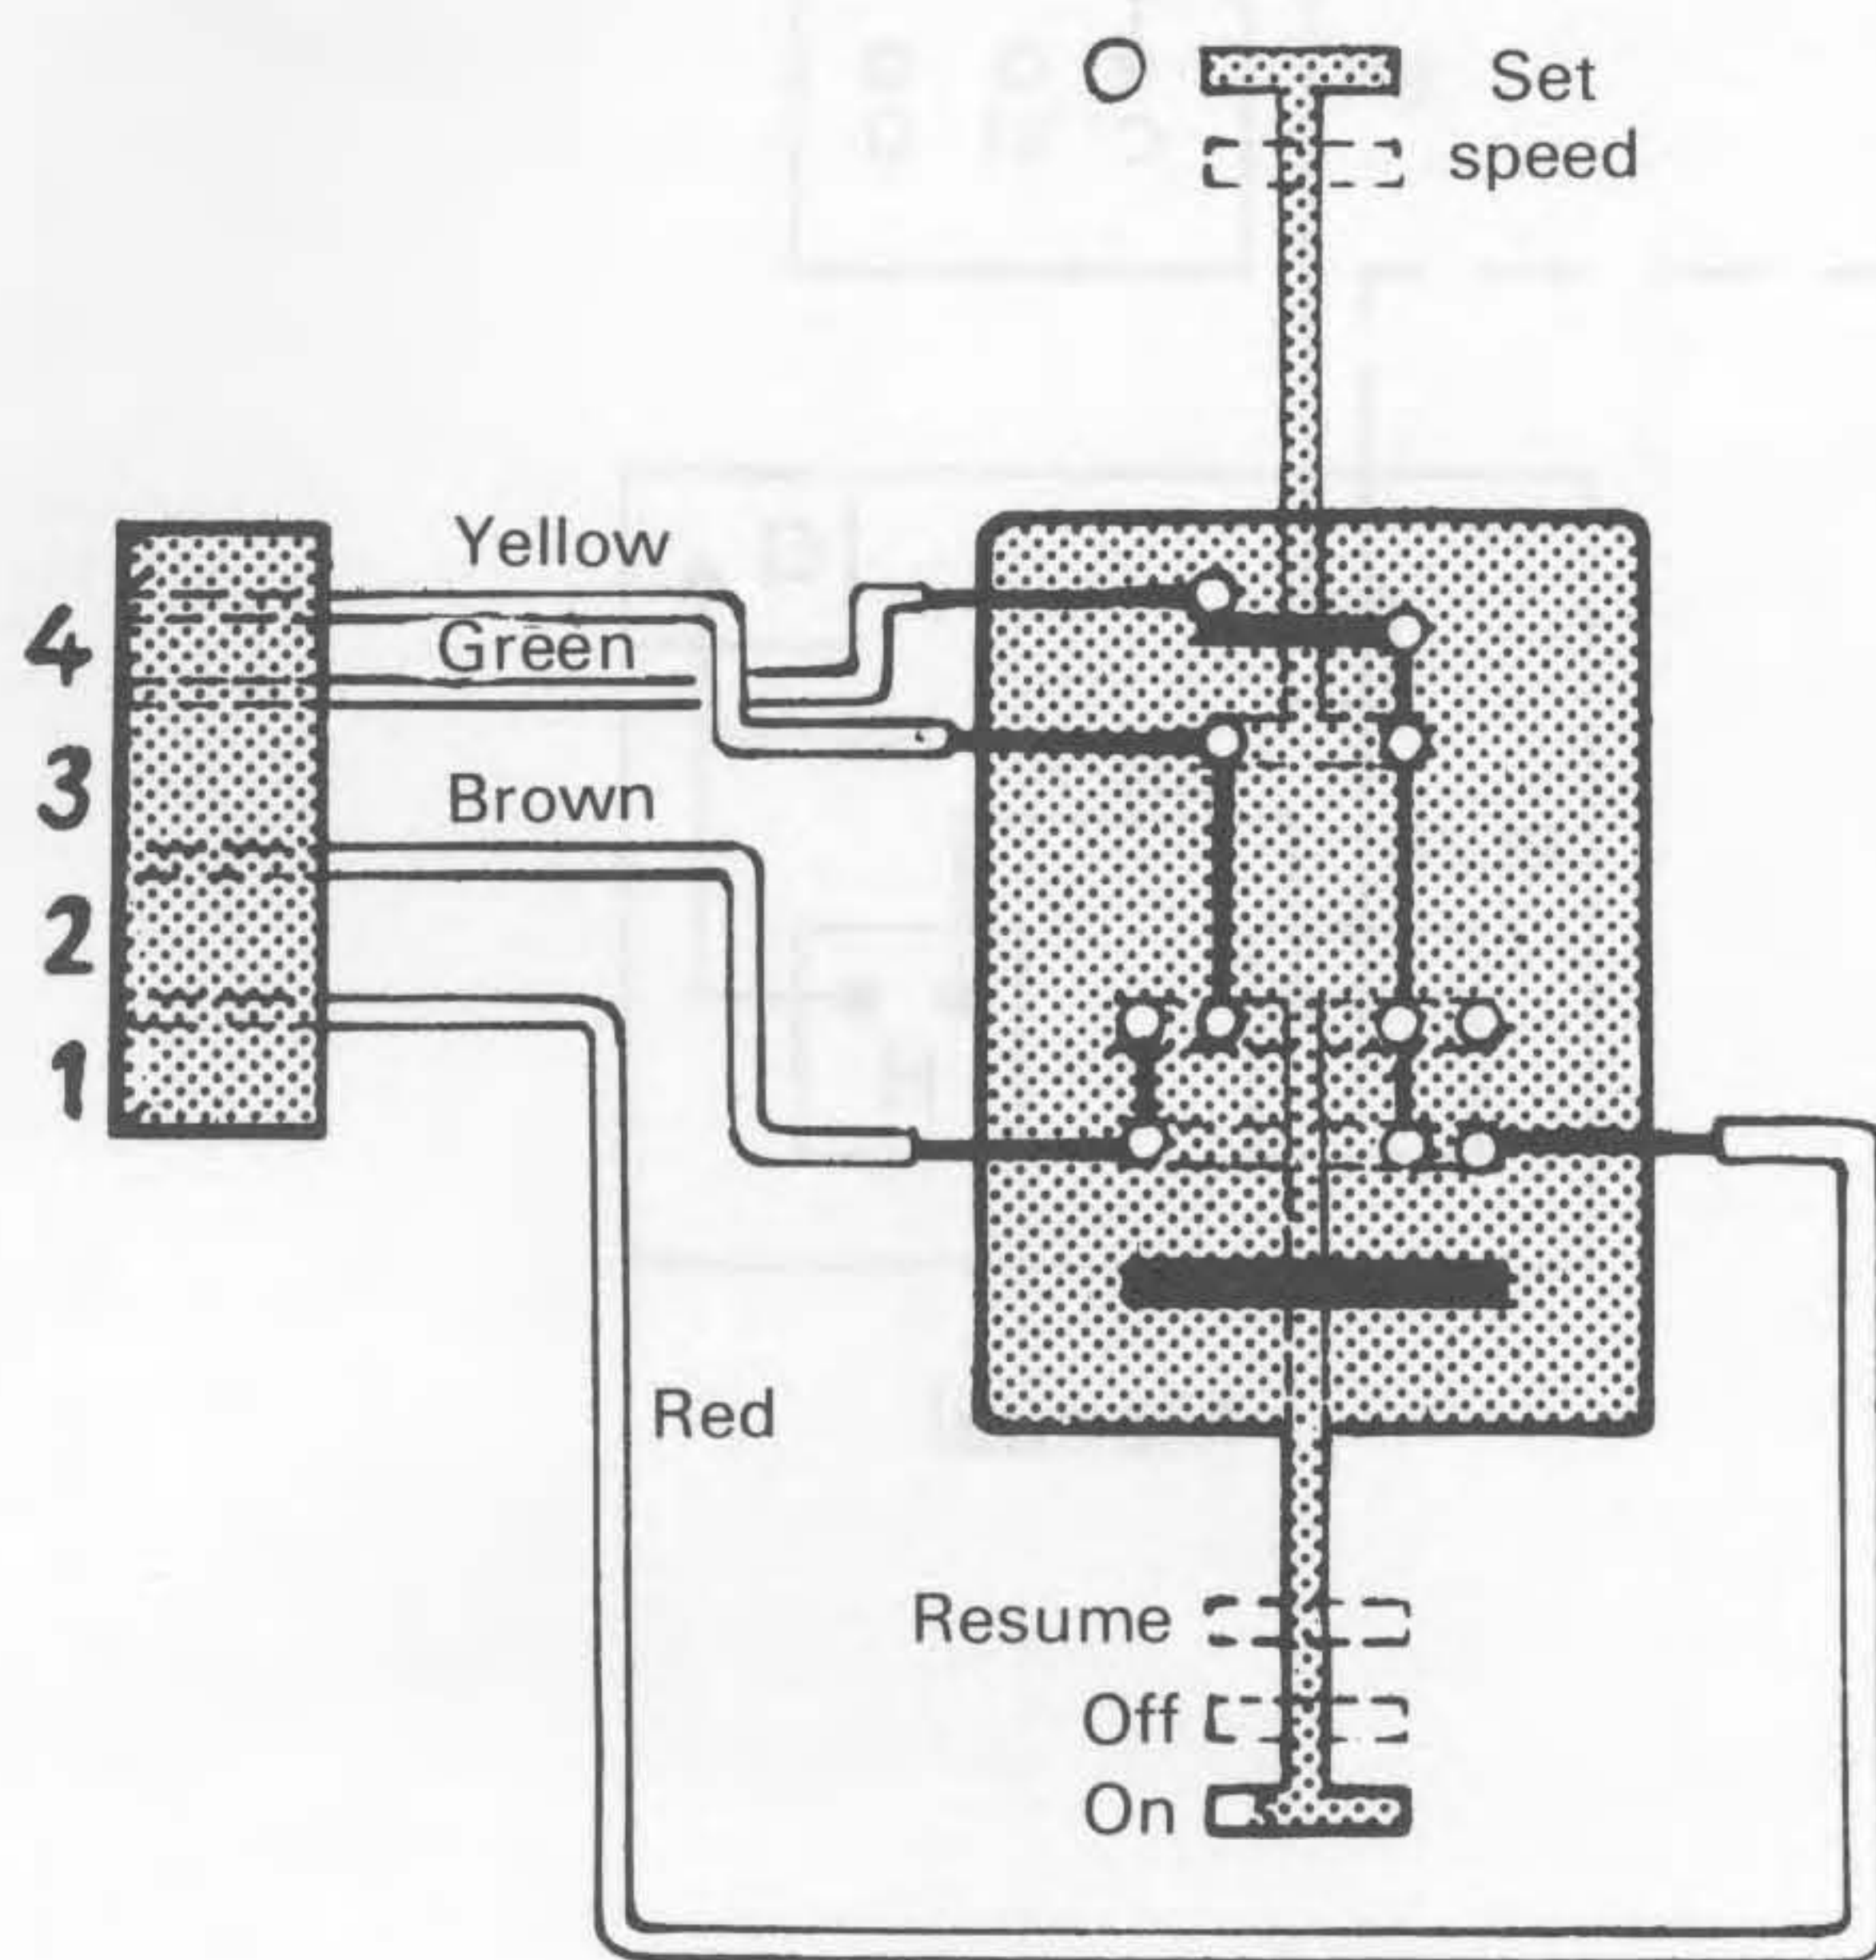 Set
speed
Yellow
4
Green
3
Brown
2
1
Red
Resume
Off
On